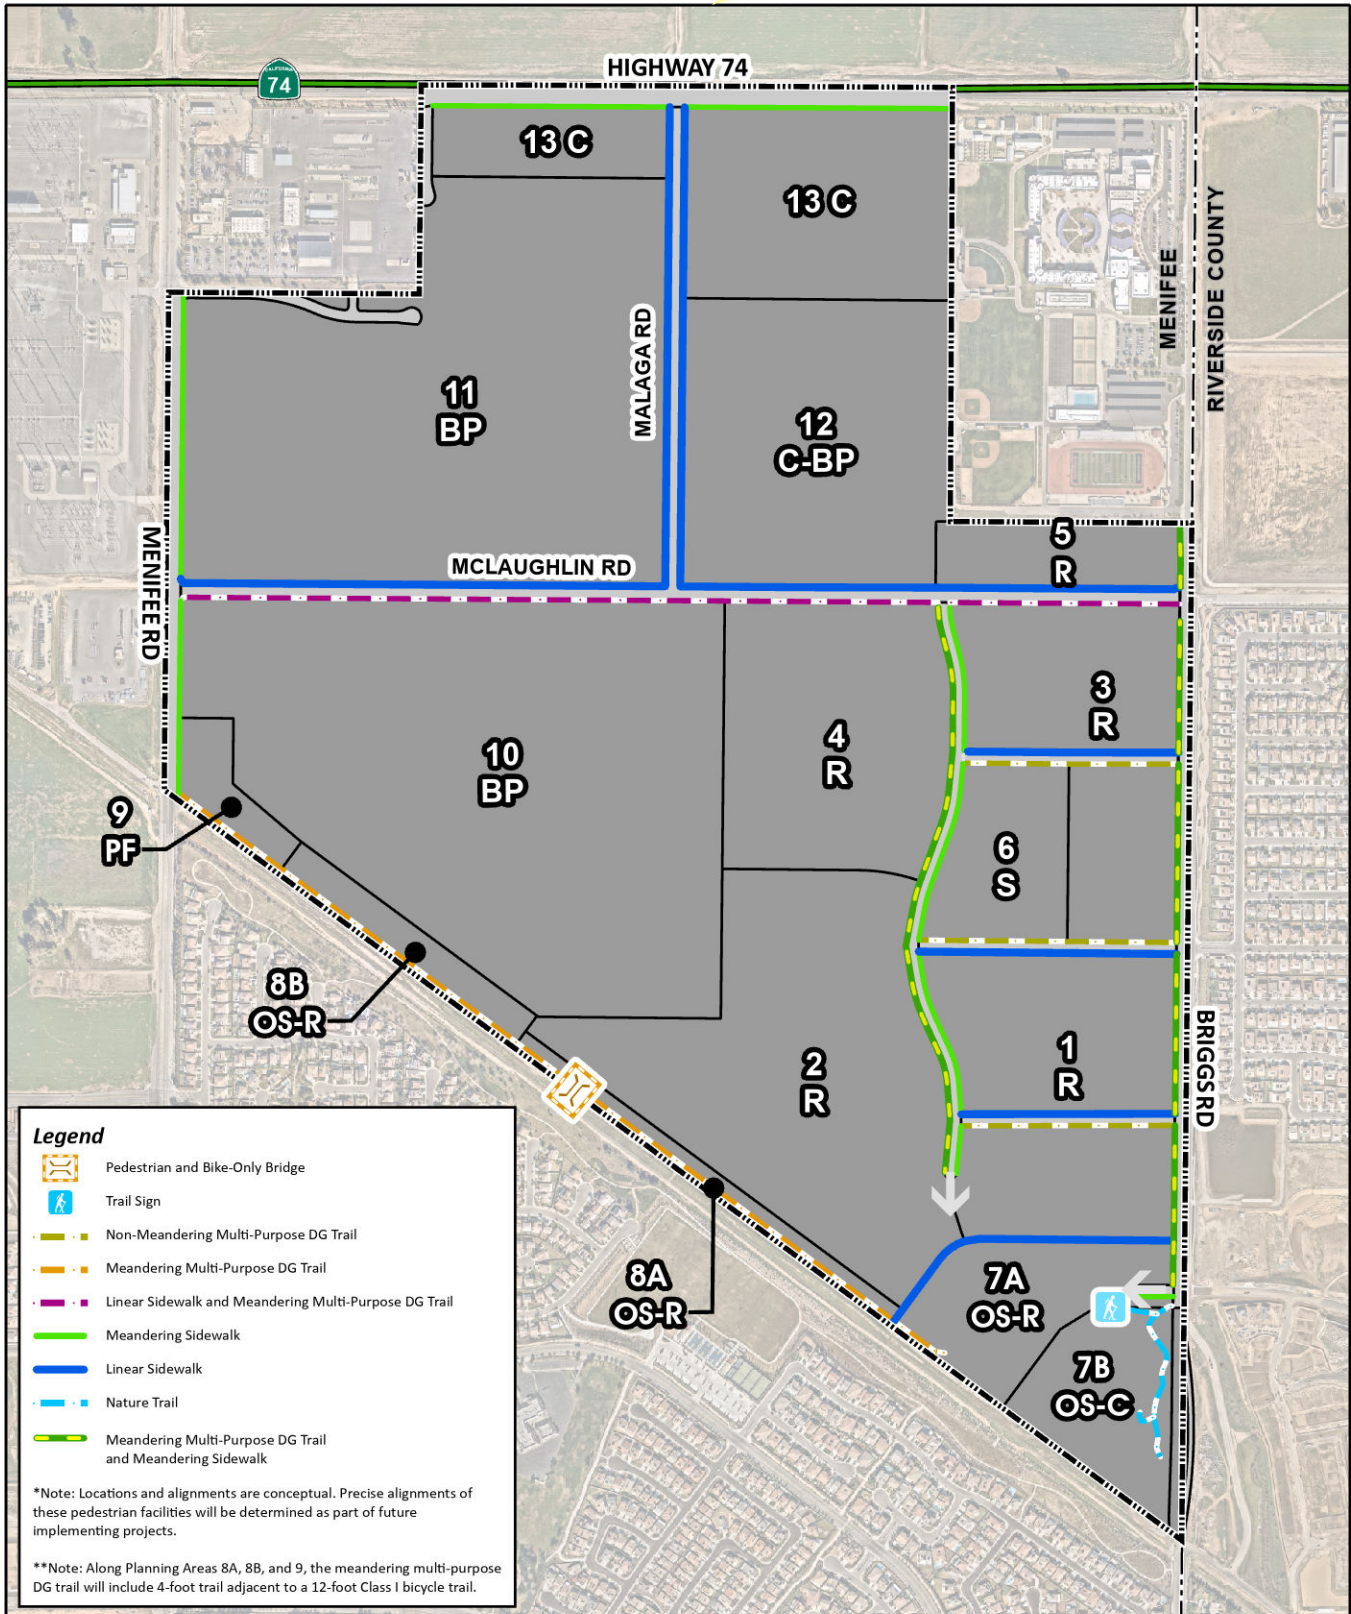 HIGHWAY 74
CALIFORNIA
74
13 C
13 C
MENIFEE
RIVERSIDE COUNTY
MALAGA RD
11
BP
12
C-BP
5
R
MCLAUGHLIN RD
MENIFEE RD
3
R
4
R
10
BP
9
PF
6
S
8B
OS-R
1
R
2
R
BRIGGS RD
8A
OS-R
7A
OS-R
7B
OS-C
Legend
Pedestrian and Bike-Only Bridge
Trail Sign
Non-Meandering Multi-Purpose DG Trail
Meandering Multi-Purpose DG Trail
Linear Sidewalk and Meandering Multi-Purpose DG Trail
Meandering Sidewalk
Linear Sidewalk
Nature Trail
Meandering Multi-Purpose DG Trail
and Meandering Sidewalk
*Note: Locations and alignments are conceptual. Precise alignments of
these pedestrian facilities will be determined as part of future
implementing projects.
**Note: Along Planning Areas 8A, 8B, and 9, the meandering multi-purpose
DG trail will include 4-foot trail adjacent to a 12-foot Class I bicycle trail.